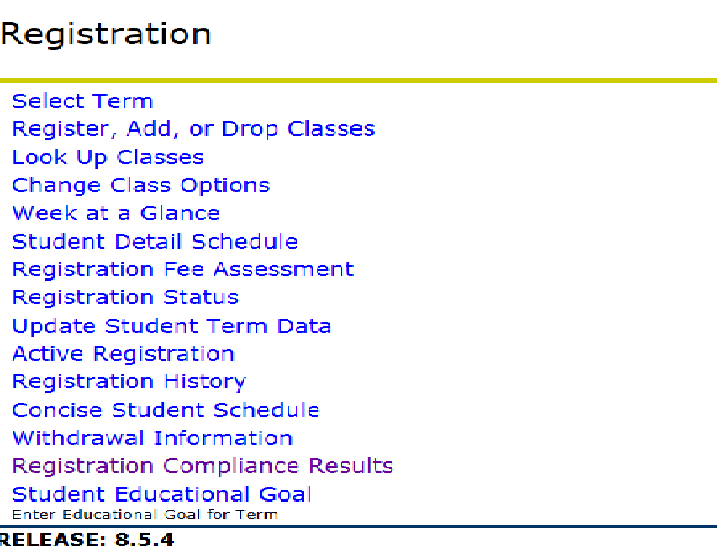 Registration
Select Term
Register, Add, or Drop Classes
Look Up Classes
Change Class Options
Week at a Glance
Student Detail Schedule
Registration Fee Assessment
Registration Status
Update Student Term Data
Active Registration
Registration History
Concise Student Schedule
Withdrawal Information
Registration Compliance Results
Student Educational Goal
Enter Educational Goal for Term
RELEASE: 8.5.4